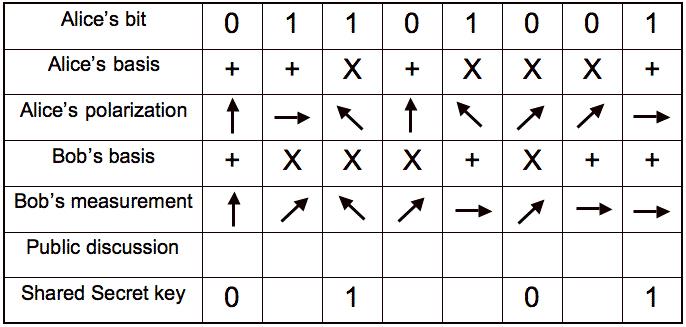 Alice's bit 0 1 1 0 1 0 0 1
Alice's basis + + X + X X X +
Alice's polarization ↑ → ↖ ↑ ↖ ↗ ↗ →
Bob's basis + X X X + X + +
Bob's measurement ↑ ↗ ↖ ↗ → ↗ → →
Public discussion
Shared Secret key 0 1 0 1